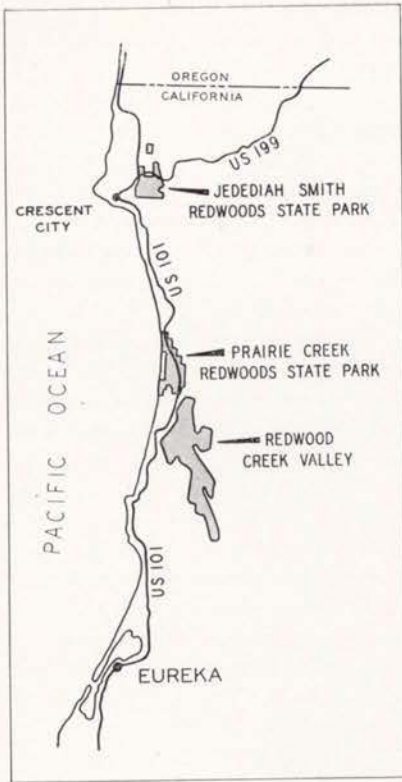 OREGON
CALIFORNIA
US 199
JEDEDIAH SMITH
REDWOODS STATE PARK
CRESCENT
CITY
US 101
PRAIRIE CREEK
REDWOODS STATE PARK
PACIFIC OCEAN
REDWOOD
CREEK VALLEY
US 101
EUREKA